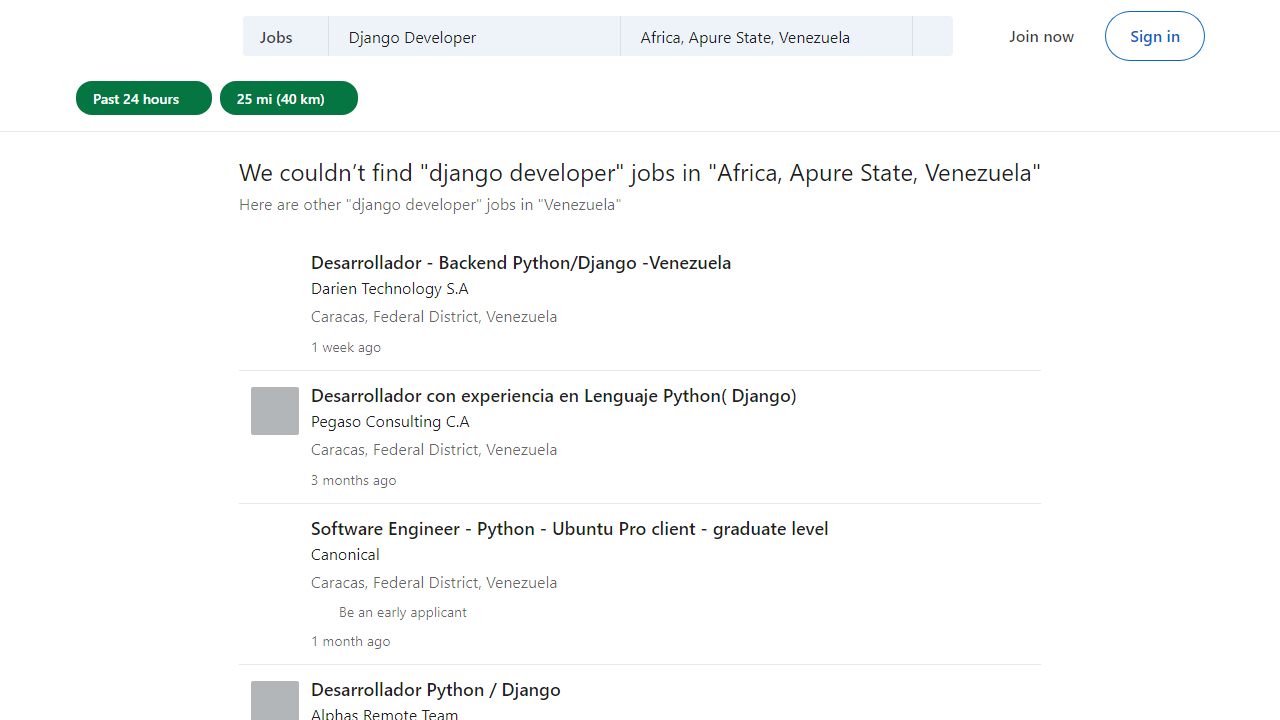 Jobs
Django Developer
Africa, Apure State, Venezuela
Join now
Sign in
Past 24 hours
25 mi (40 km)
We couldn’t find "django developer" jobs in "Africa, Apure State, Venezuela"
Here are other "django developer" jobs in "Venezuela"
Desarrollador - Backend Python/Django -Venezuela
Darien Technology S.A
Caracas, Federal District, Venezuela
1 week ago
Desarrollador con experiencia en Lenguaje Python( Django)
Pegaso Consulting C.A
Caracas, Federal District, Venezuela
3 months ago
Software Engineer - Python - Ubuntu Pro client - graduate level
Canonical
Caracas, Federal District, Venezuela
Be an early applicant
1 month ago
Desarrollador Python / Django
Alphas Remote Team